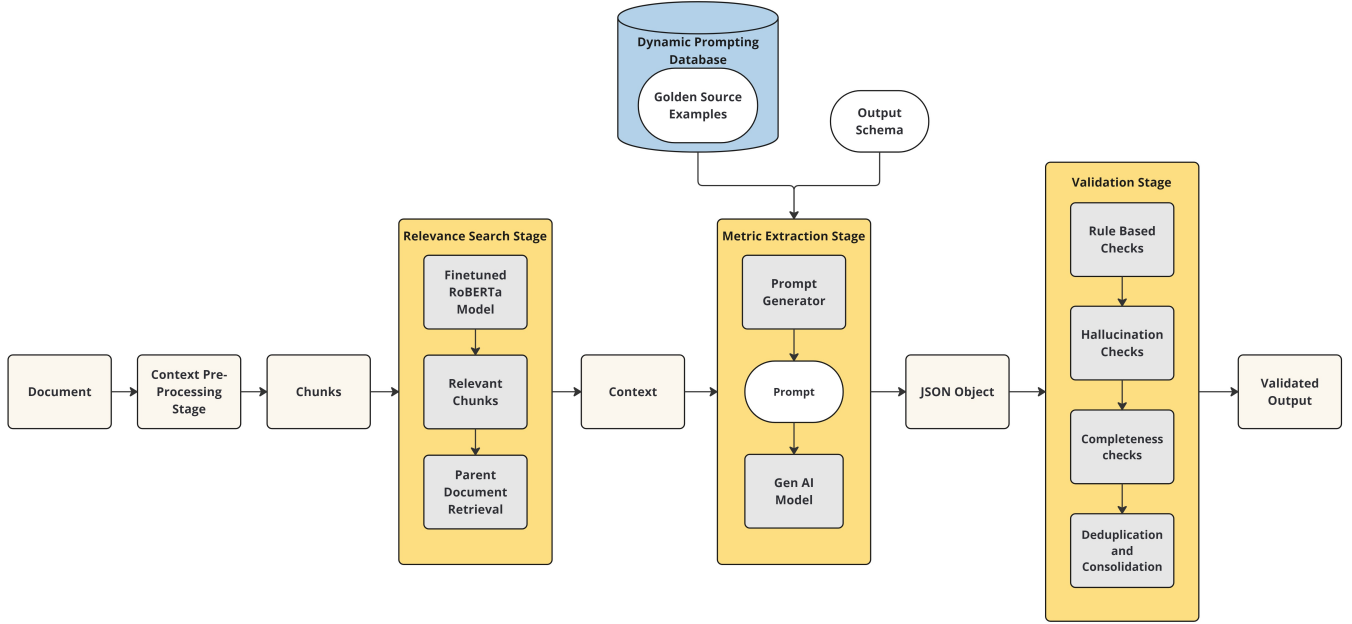 Dynamic Prompting
Database
Golden Source
Examples
Output
Schema
Document
Context Pre-
Processing
Stage
Chunks
Relevance Search Stage
Finetuned
RoBERTa
Model
Relevant
Chunks
Parent
Document
Retrieval
Context
Metric Extraction Stage
Prompt
Generator
Prompt
Gen AI
Model
JSON Object
Validation Stage
Rule Based
Checks
Hallucination
Checks
Completeness
checks
Deduplication
and
Consolidation
Validated
Output